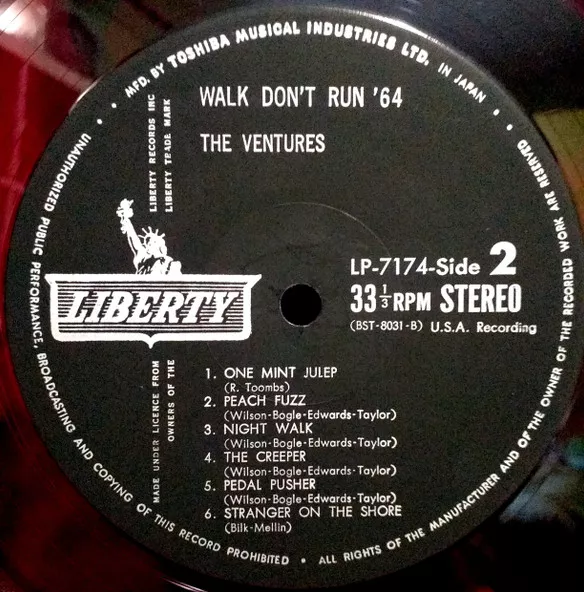 MFD. BY TOSHIBA MUSICAL INDUSTRIES LTD. IN JAPAN
WALK DON'T RUN '64
THE VENTURES
LIBERTY RECORDS INC
LIBERTY TRADE MARK
LP-7174-Side 2
33 1/3 RPM STEREO
(BST-8031-B) U.S.A. Recording
LIBERTY
MADE UNDER LICENCE FROM
OWNERS OF THE
1. ONE MINT JULEP
(R. Toombs)
2. PEACH FUZZ
(Wilson-Bogle-Edwards-Taylor)
3. NIGHT WALK
(Wilson-Bogle-Edwards-Taylor)
4. THE CREEPER
(Wilson-Bogle-Edwards-Taylor)
5. PEDAL PUSHER
(Wilson-Bogle-Edwards-Taylor)
6. STRANGER ON THE SHORE
(Bilk-Mellin)
UNAUTHORIZED PUBLIC PERFORMANCE, BROADCASTING AND COPYING OF THIS RECORD PROHIBITED • ALL RIGHTS OF THE MANUFACTURER AND OF THE OWNER OF THE RECORDED WORK ARE RESERVED